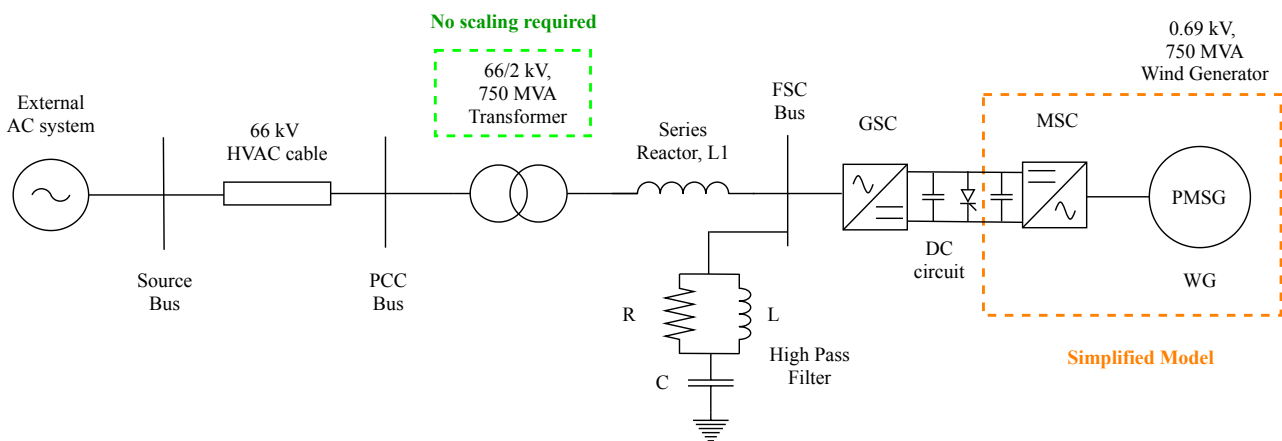 No scaling required
0.69 kV,
750 MVA
Wind Generator
66/2 kV,
750 MVA
Transformer
External
AC system
66 kV
HVAC cable
Series
Reactor, L1
FSC
Bus
GSC
MSC
PMSG
DC
circuit
WG
Source
Bus
PCC
Bus
R
L
C
High Pass
Filter
Simplified Model